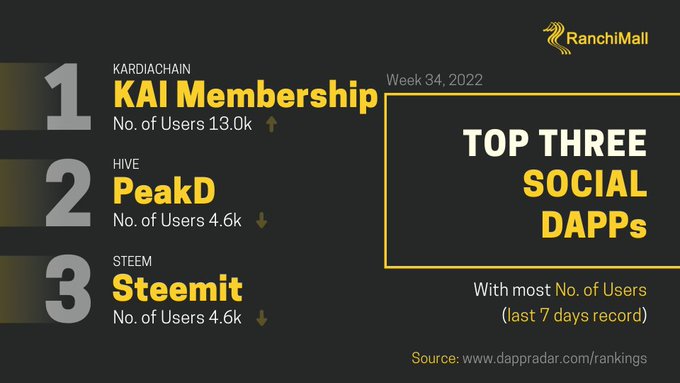 RanchiMall
Week 34, 2022
TOP THREE
SOCIAL
DAPPs
1
KARDIACHAIN
KAI Membership
No. of Users 13.0k
2
HIVE
PeakD
No. of Users 4.6k
3
STEEM
Steemit
No. of Users 4.6k
With most No. of Users
(last 7 days record)
Source: www.dappradar.com/rankings